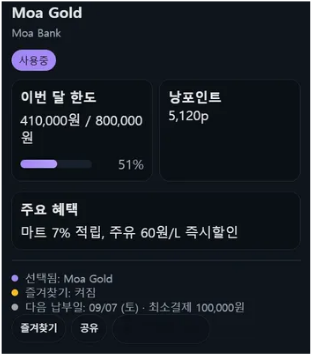 Moa Gold
Moa Bank
사용중
이번 달 한도
410,000원 / 800,000
원
51%
낭포인트
5,120p
주요 혜택
마트 7% 적립, 주유 60원/L 즉시할인
선택됨: Moa Gold
즐겨찾기: 켜짐
다음 납부일: 09/07 (토) · 최소결제 100,000원
즐겨찾기
공유